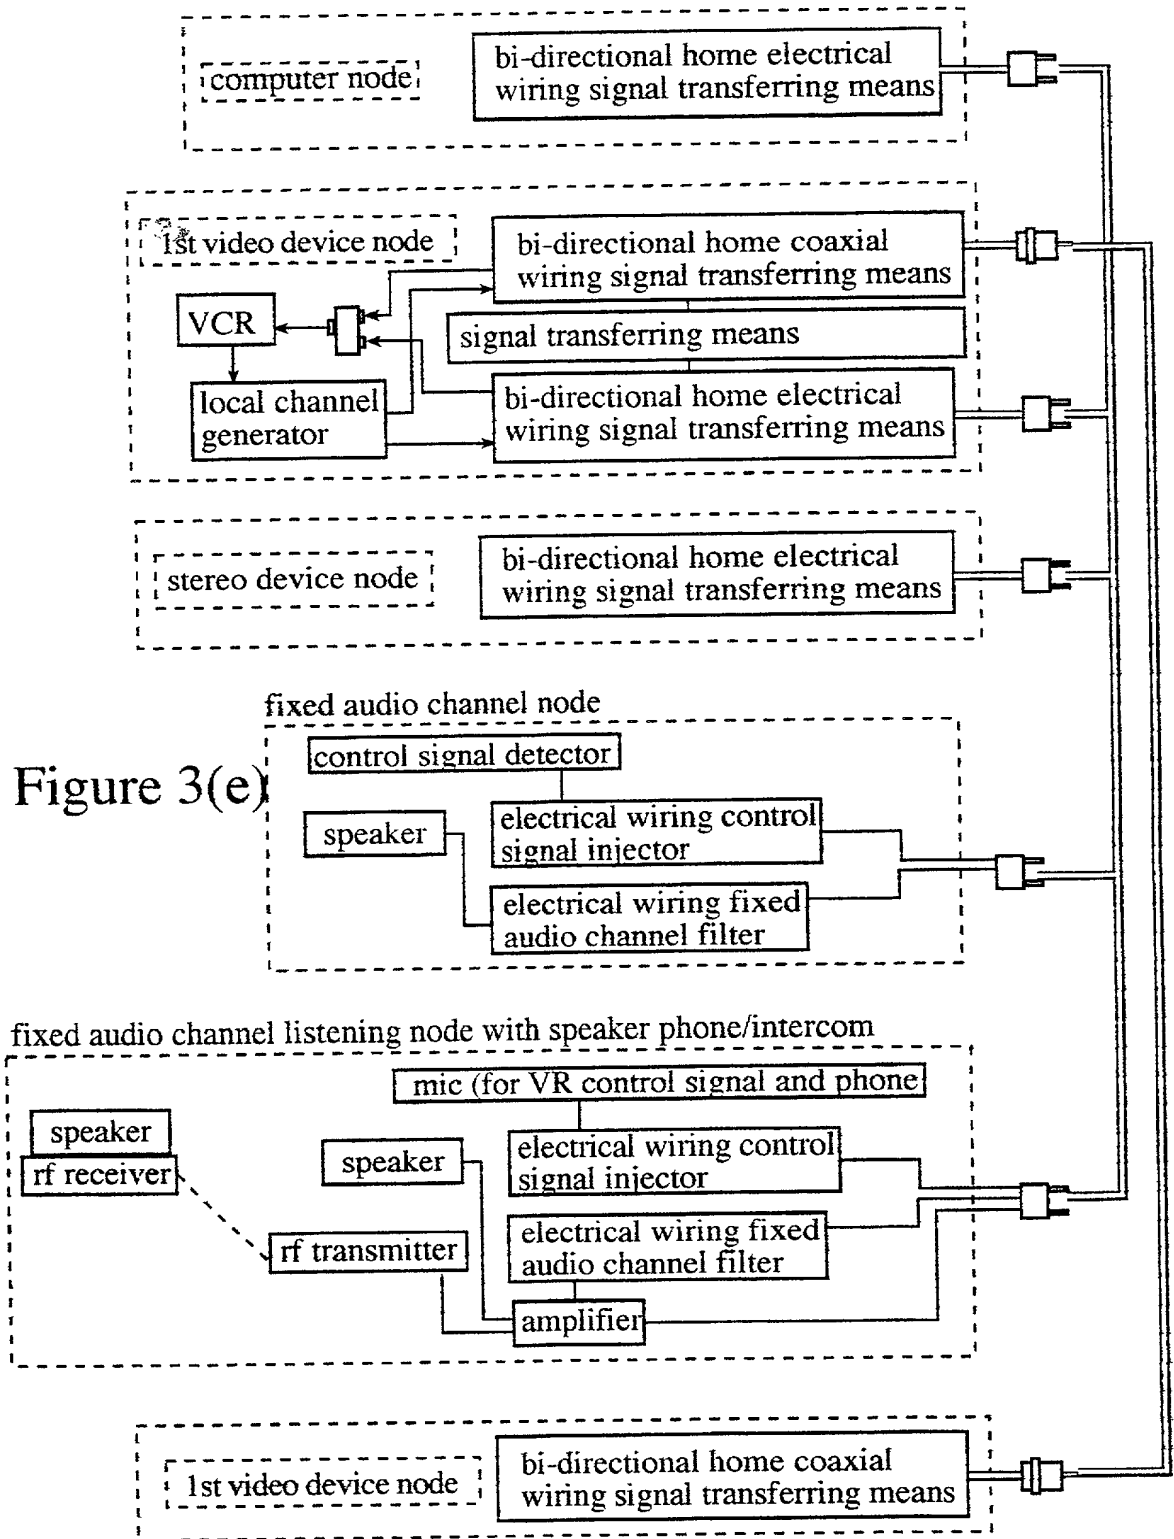 computer node
bi-directional home electrical
wiring signal transferring means
1st video device node
bi-directional home coaxial
wiring signal transferring means
VCR
signal transferring means
local channel
generator
bi-directional home electrical
wiring signal transferring means
stereo device node
bi-directional home electrical
wiring signal transferring means
fixed audio channel node
control signal detector
Figure 3(e)
speaker
electrical wiring control
signal injector
electrical wiring fixed
audio channel filter
fixed audio channel listening node with speaker phone/intercom
mic (for VR control signal and phone
speaker
rf receiver
speaker
electrical wiring control
signal injector
rf transmitter
electrical wiring fixed
audio channel filter
amplifier
1st video device node
bi-directional home coaxial
wiring signal transferring means